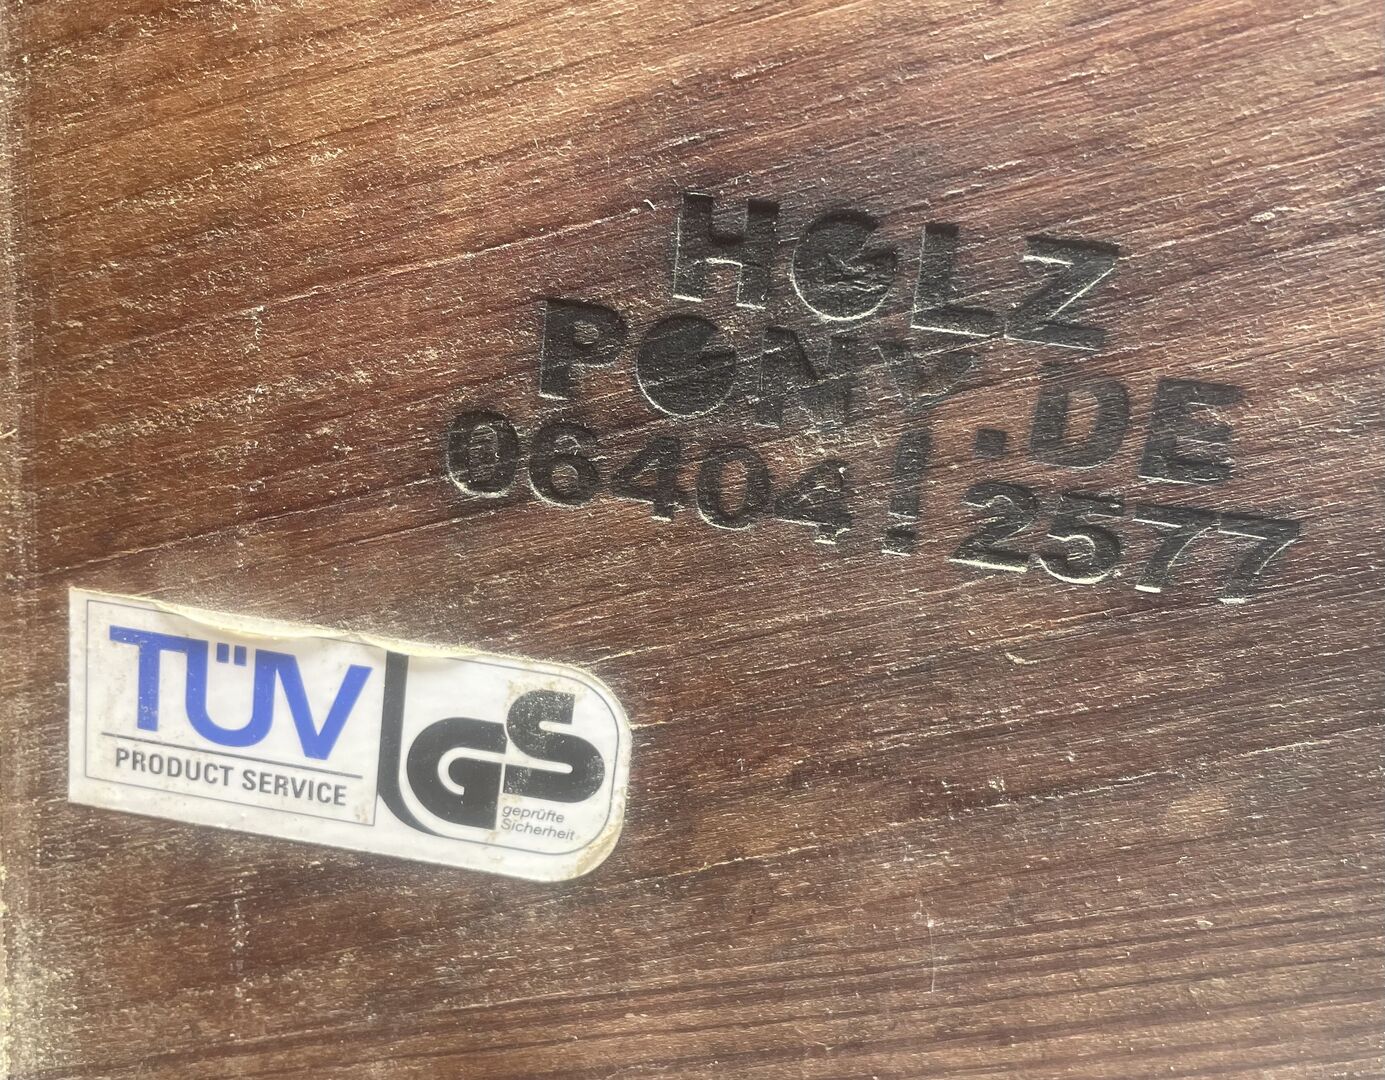 HOLZ
PONY.DE
06404/2577
TÜV
PRODUCT SERVICE
GS
geprüfte
Sicherheit